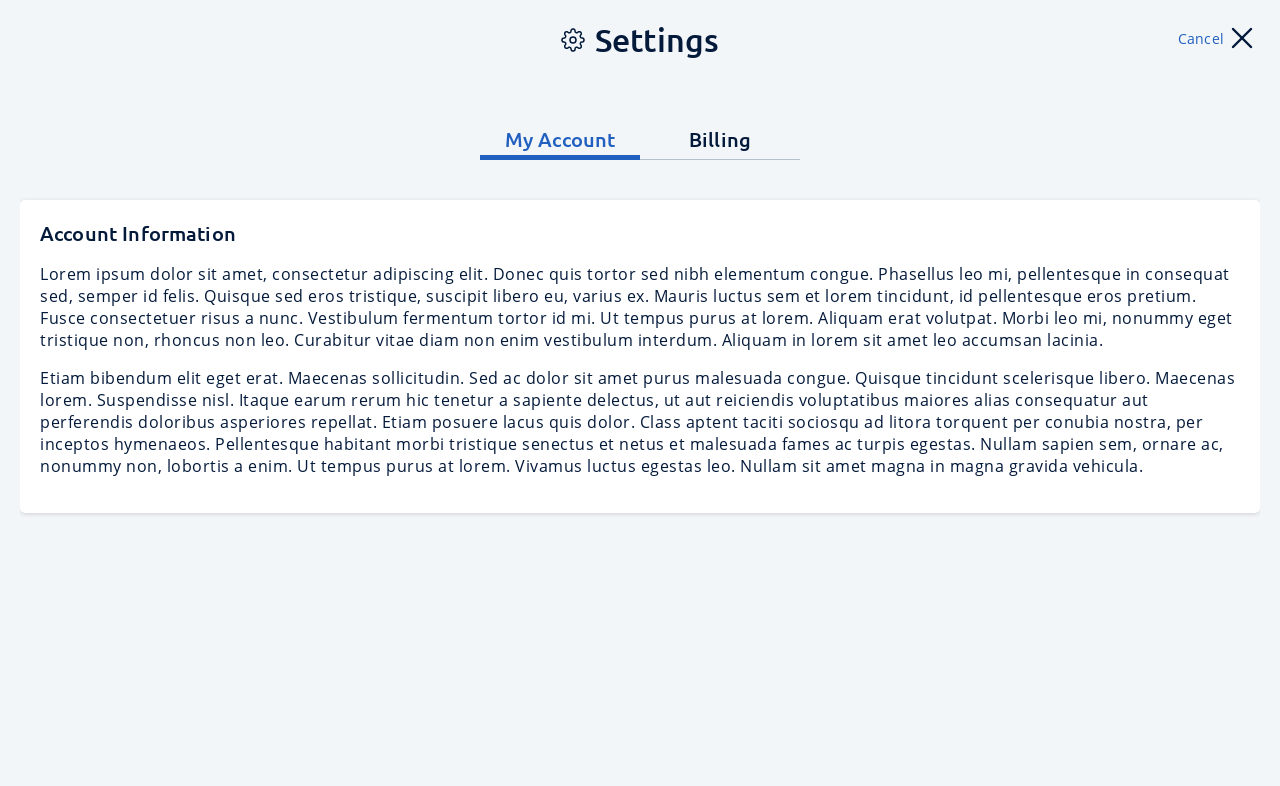 Settings
Cancel
My Account
Billing
Account Information
Lorem ipsum dolor sit amet, consectetur adipiscing elit. Donec quis tortor sed nibh elementum congue. Phasellus leo mi, pellentesque in consequat
sed, semper id felis. Quisque sed eros tristique, suscipit libero eu, varius ex. Mauris luctus sem et lorem tincidunt, id pellentesque eros pretium.
Fusce consectetuer risus a nunc. Vestibulum fermentum tortor id mi. Ut tempus purus at lorem. Aliquam erat volutpat. Morbi leo mi, nonummy eget
tristique non, rhoncus non leo. Curabitur vitae diam non enim vestibulum interdum. Aliquam in lorem sit amet leo accumsan lacinia.
Etiam bibendum elit eget erat. Maecenas sollicitudin. Sed ac dolor sit amet purus malesuada congue. Quisque tincidunt scelerisque libero. Maecenas
lorem. Suspendisse nisl. Itaque earum rerum hic tenetur a sapiente delectus, ut aut reiciendis voluptatibus maiores alias consequatur aut
perferendis doloribus asperiores repellat. Etiam posuere lacus quis dolor. Class aptent taciti sociosqu ad litora torquent per conubia nostra, per
inceptos hymenaeos. Pellentesque habitant morbi tristique senectus et netus et malesuada fames ac turpis egestas. Nullam sapien sem, ornare ac,
nonummy non, lobortis a enim. Ut tempus purus at lorem. Vivamus luctus egestas leo. Nullam sit amet magna in magna gravida vehicula.